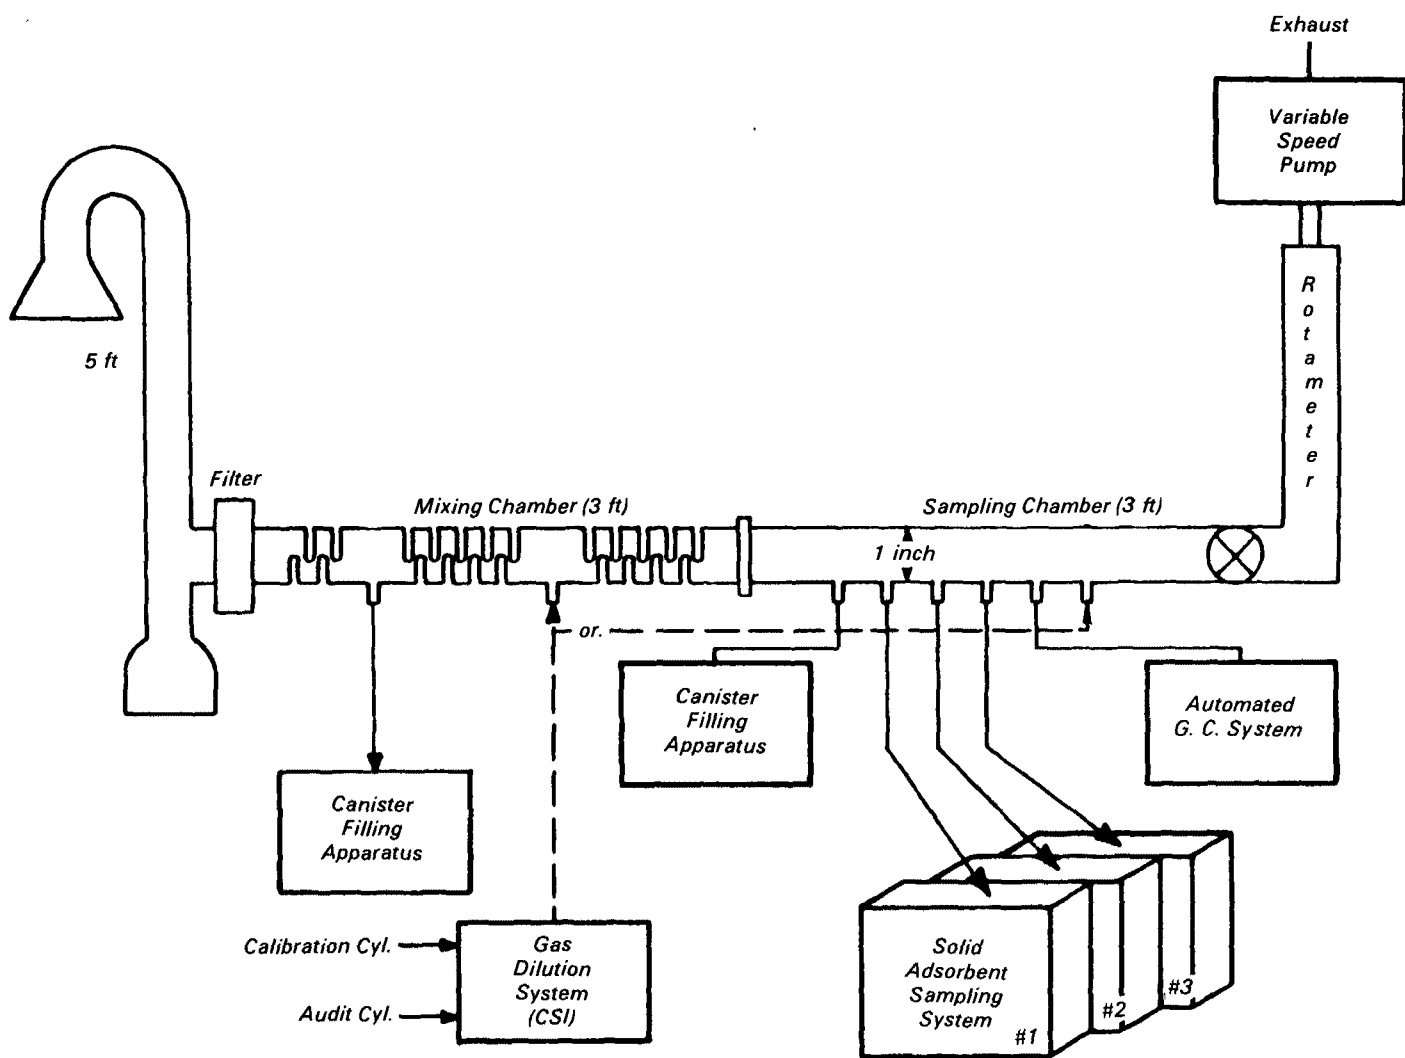 Exhaust
Variable
Speed
Pump
R
o
t
a
m
e
t
e
r
5 ft
Filter
Mixing Chamber (3 ft)
Sampling Chamber (3 ft)
1 inch
or.
Canister
Filling
Apparatus
Automated
G. C. System
Canister
Filling
Apparatus
Calibration Cyl.
Audit Cyl.
Gas
Dilution
System
(CSI)
Solid
Adsorbent
Sampling
System
#1
#2
#3